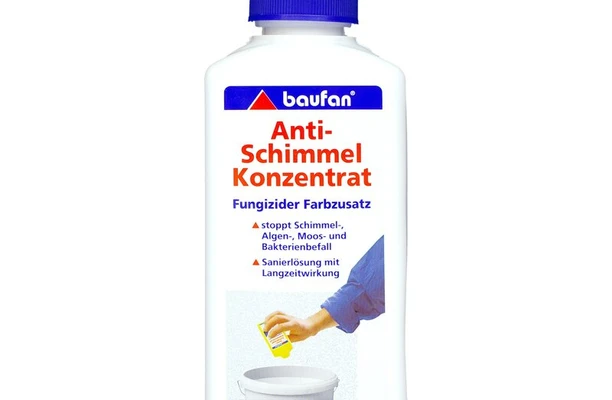 baufan®
Anti-
Schimmel
Konzentrat
Fungizider Farbzusatz
stoppt Schimmel-,
Algen-, Moos- und
Bakterienbefall
Sanierlösung mit
Langzeitwirkung